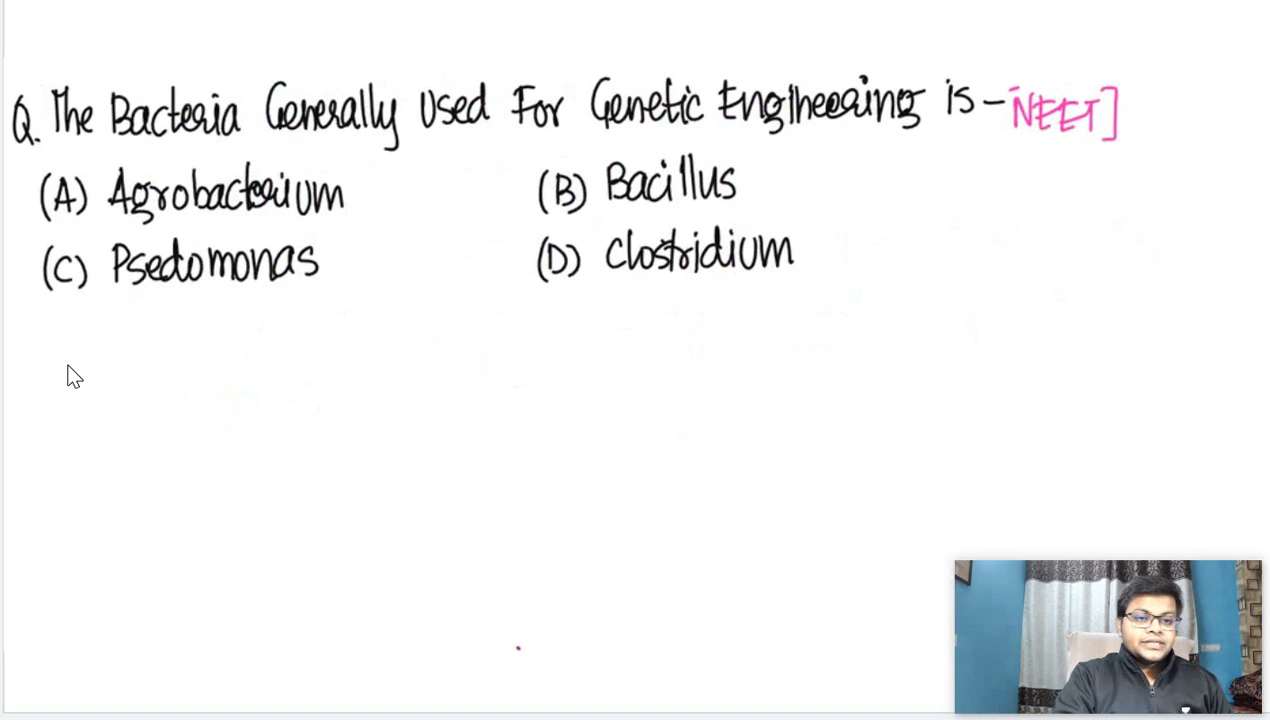 Q. The Bacteria Generally Used For Genetic Engineering is - NEET]
(A) Agrobacterium (B) Bacillus
(C) Psedomonas (D) Clostridium